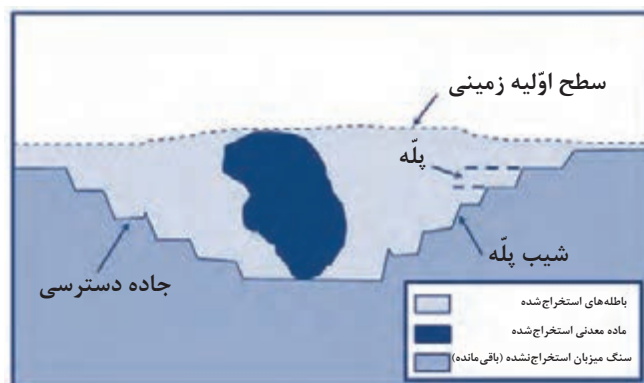 سطح اوّلیه زمینی
پلّه
شیب پلّه
جاده دسترسی
باطله‌های استخراج‌شده
ماده معدنی استخراج‌شده
سنگ میزبان استخراج‌نشده (باقی‌مانده)